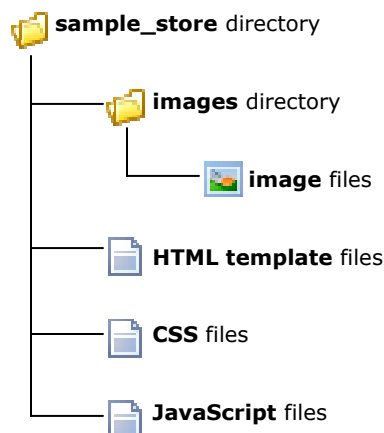 sample_store directory
images directory
image files
HTML template files
CSS files
JavaScript files